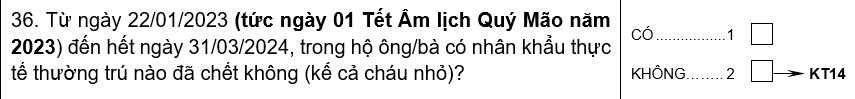 36. Từ ngày 22/01/2023 (tức ngày 01 Tết Âm lịch Quý Mão năm
2023) đến hết ngày 31/03/2024, trong hộ ông/bà có nhân khẩu thực
tế thường trú nào đã chết không (kể cả cháu nhỏ)?
CÓ..................1
KHÔNG........2 KT14